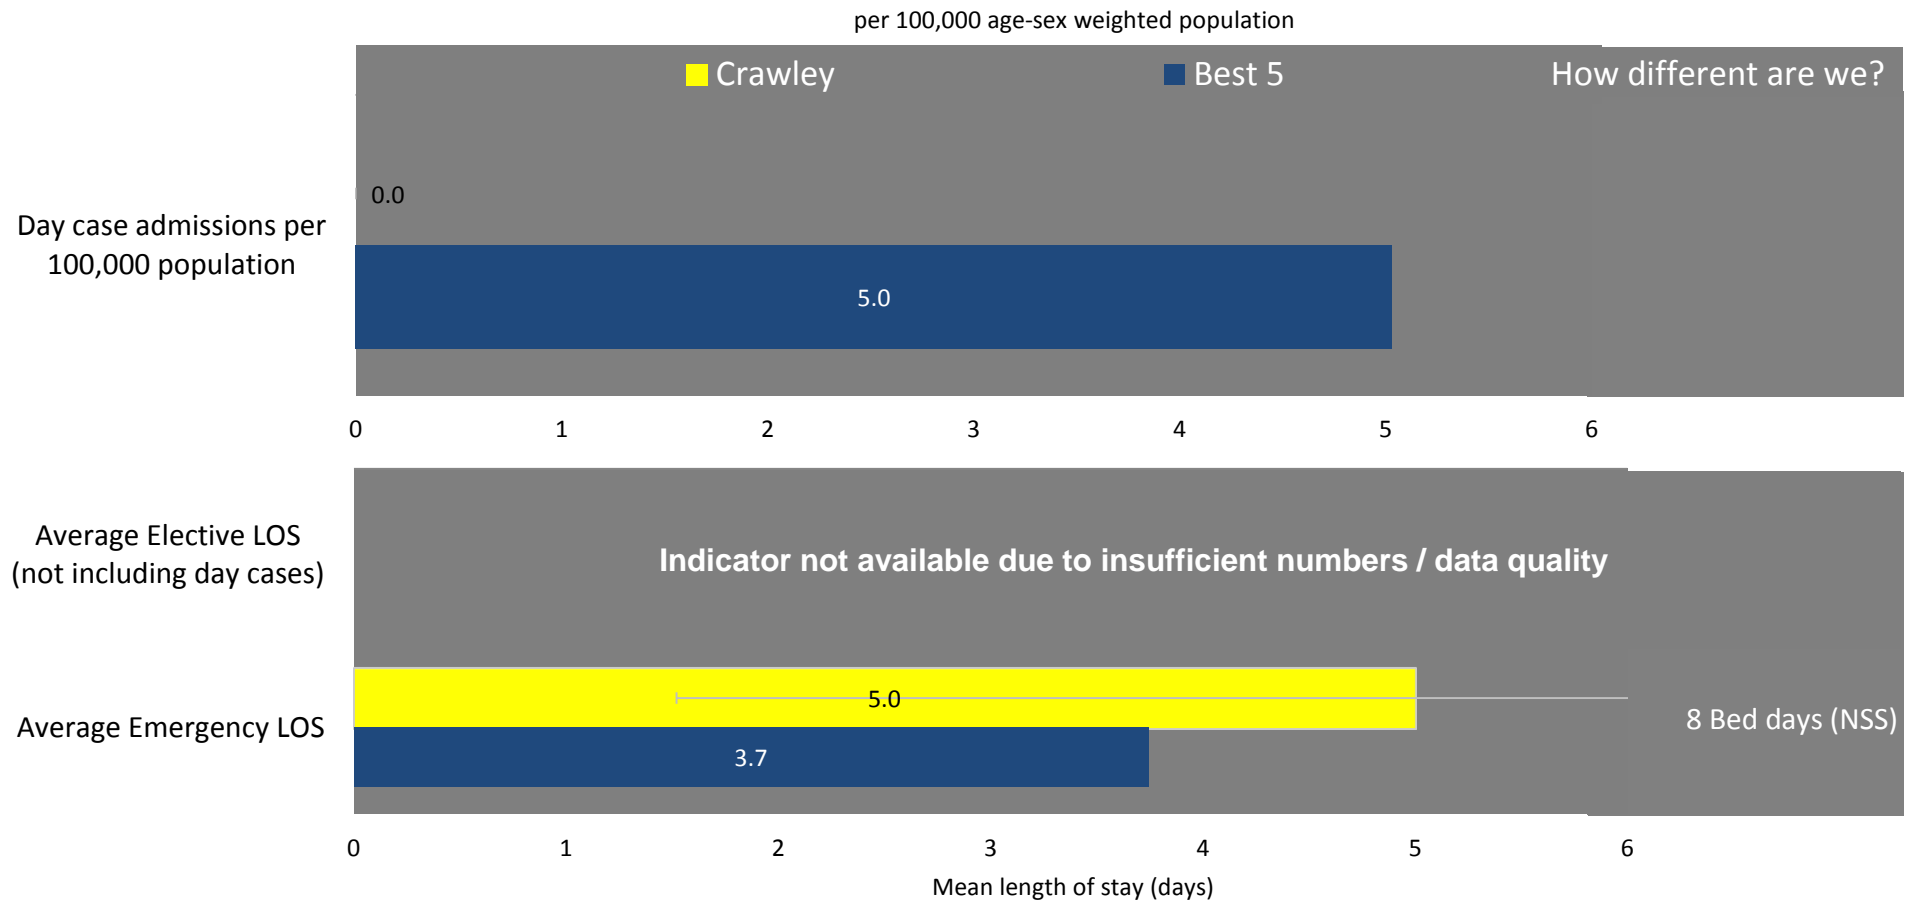 per 100,000 age-sex weighted population
Crawley
Best 5
How different are we?
Day case admissions per
100,000 population
0.0
5.0
0 1 2 3 4 5 6
Average Elective LOS
(not including day cases)
Indicator not available due to insufficient numbers / data quality
Average Emergency LOS
5.0
3.7
8 Bed days (NSS)
0 1 2 3 4 5 6
Mean length of stay (days)